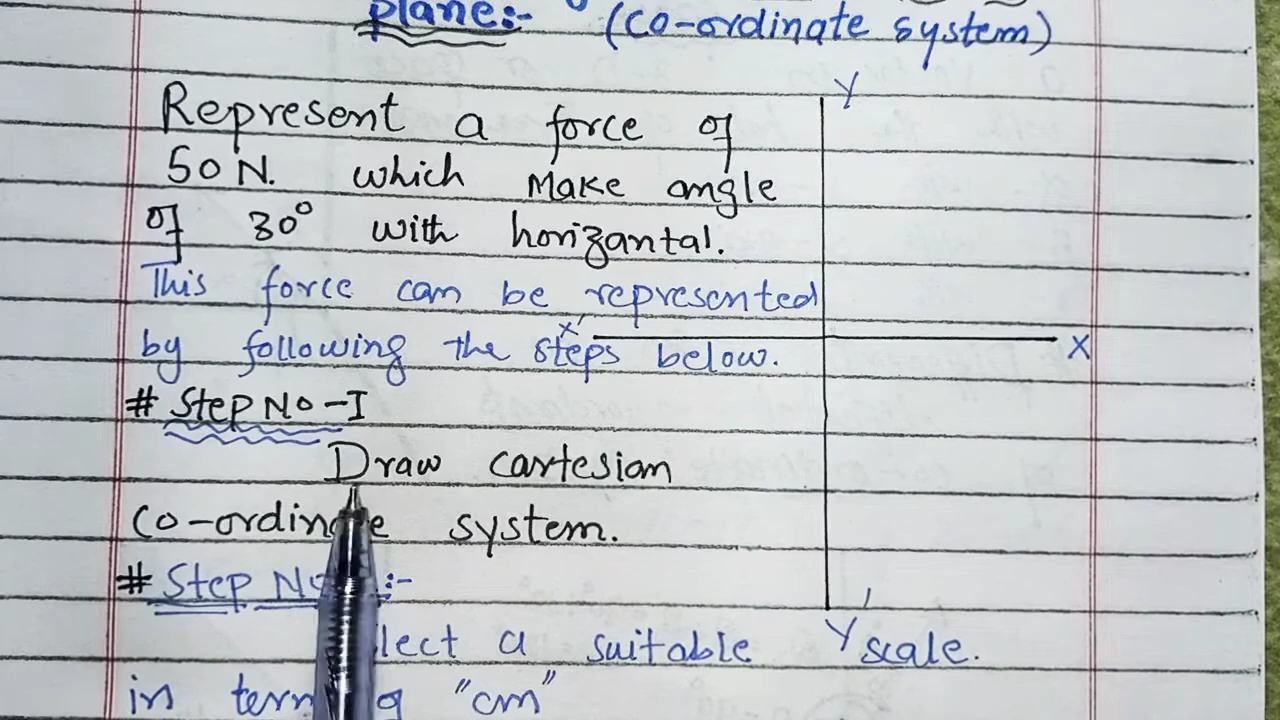 plane:- (co-ordinate system)
Y
Represent a force of
50 N. which Make angle
of 30° with horizantal.
This force can be represented
X' X
by following the steps below.
# Step No-I
Draw cartesian
co-ordinate system.
# Step No :-
a suitable scale.
Y'
in "cm"